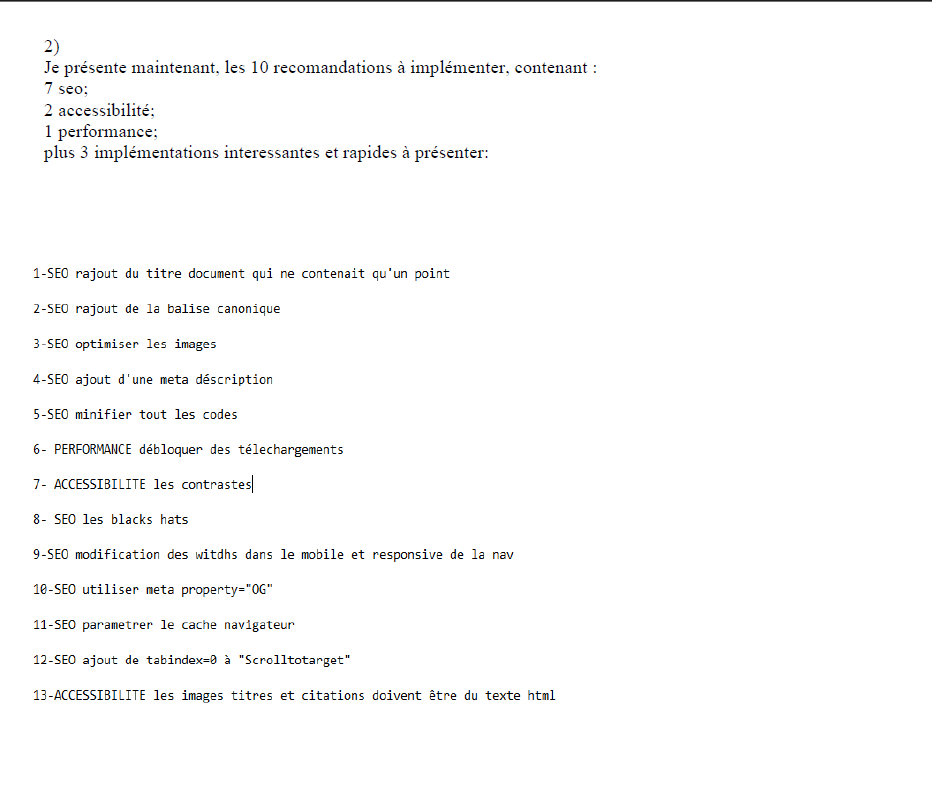 2)
Je présente maintenant, les 10 recomandations à implémenter, contenant :
7 seo;
2 accessibilité;
1 performance;
plus 3 implémentations interessantes et rapides à présenter:
1-SEO rajout du titre document qui ne contenait qu'un point
2-SEO rajout de la balise canonique
3-SEO optimiser les images
4-SEO ajout d'une meta déscription
5-SEO minifier tout les codes
6- PERFORMANCE débloquer des télechargements
7- ACCESSIBILITE les contrastes
8- SEO les blacks hats
9-SEO modification des witdhs dans le mobile et responsive de la nav
10-SEO utiliser meta property="OG"
11-SEO parametrer le cache navigateur
12-SEO ajout de tabindex=0 à "Scrolltotarget"
13-ACCESSIBILITE les images titres et citations doivent être du texte html